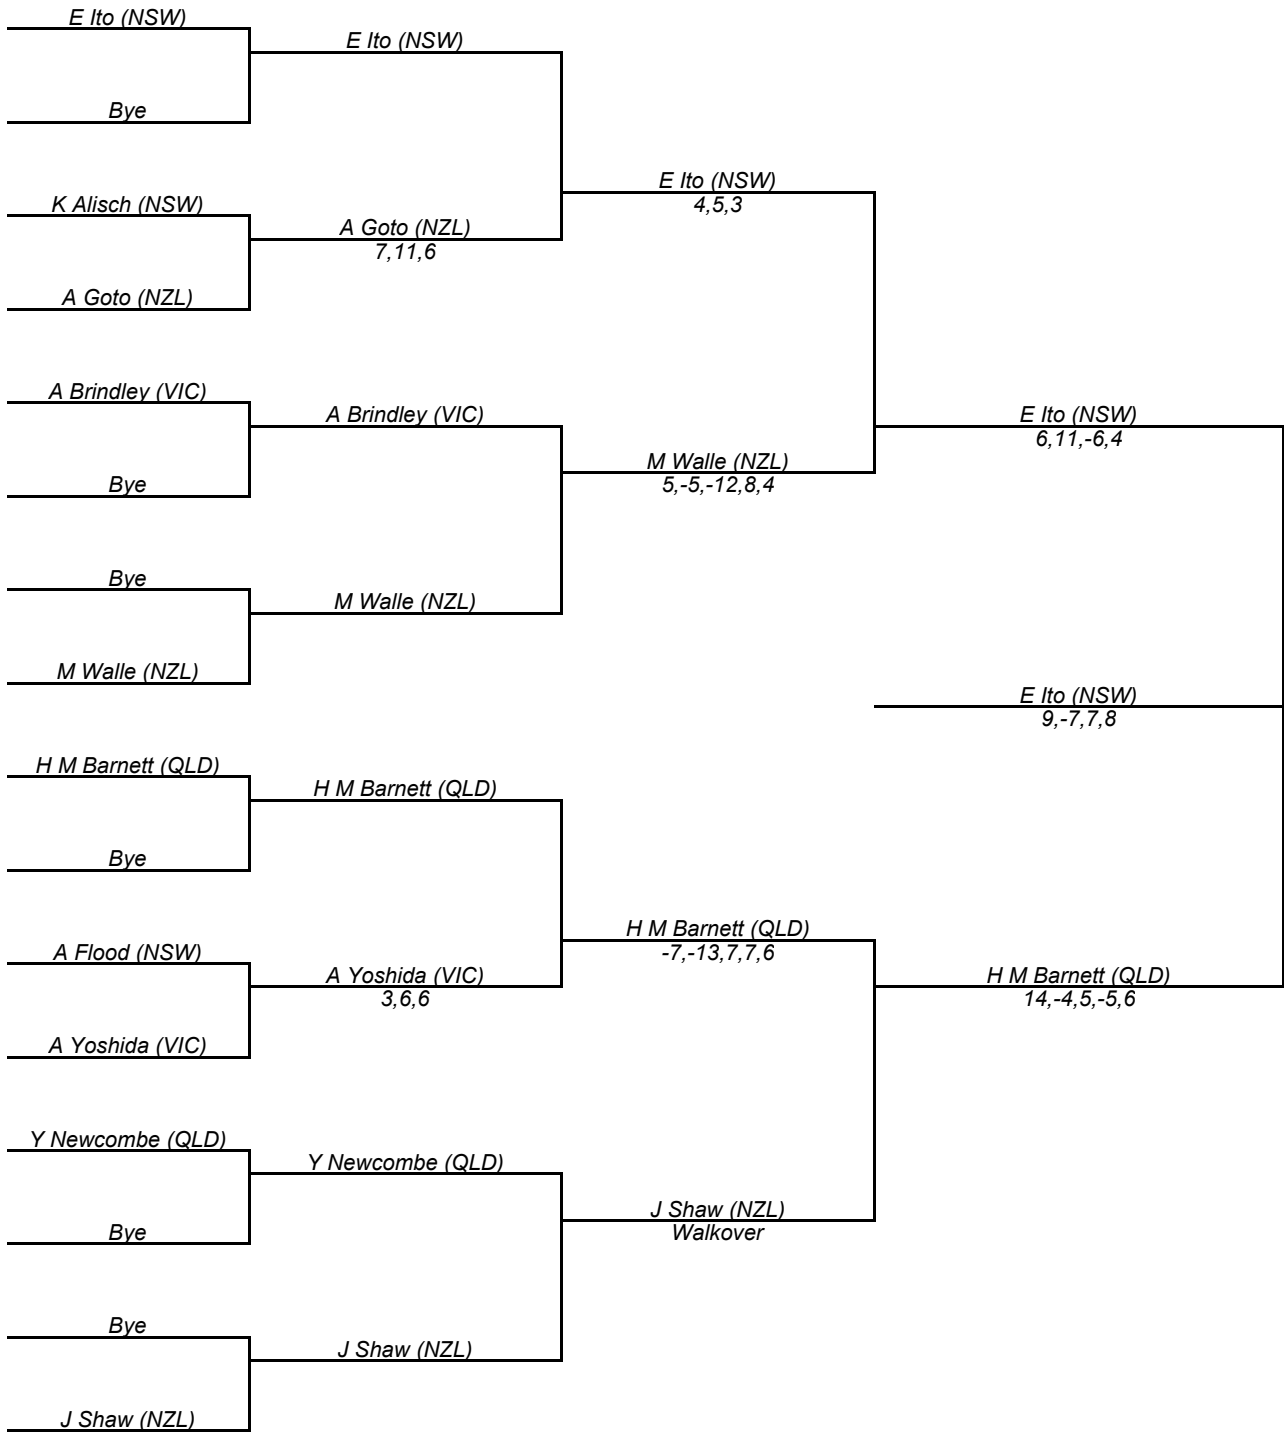 E Ito (NSW)
Bye
K Alisch (NSW)
A Goto (NZL)
A Brindley (VIC)
Bye
Bye
M Walle (NZL)
H M Barnett (QLD)
Bye
A Flood (NSW)
A Yoshida (VIC)
Y Newcombe (QLD)
Bye
Bye
J Shaw (NZL)
E Ito (NSW)
A Goto (NZL)
7,11,6
A Brindley (VIC)
M Walle (NZL)
H M Barnett (QLD)
A Yoshida (VIC)
3,6,6
Y Newcombe (QLD)
J Shaw (NZL)
E Ito (NSW)
4,5,3
M Walle (NZL)
5,-5,-12,8,4
H M Barnett (QLD)
-7,-13,7,7,6
J Shaw (NZL)
Walkover
E Ito (NSW)
6,11,-6,4
E Ito (NSW)
9,-7,7,8
H M Barnett (QLD)
14,-4,5,-5,6